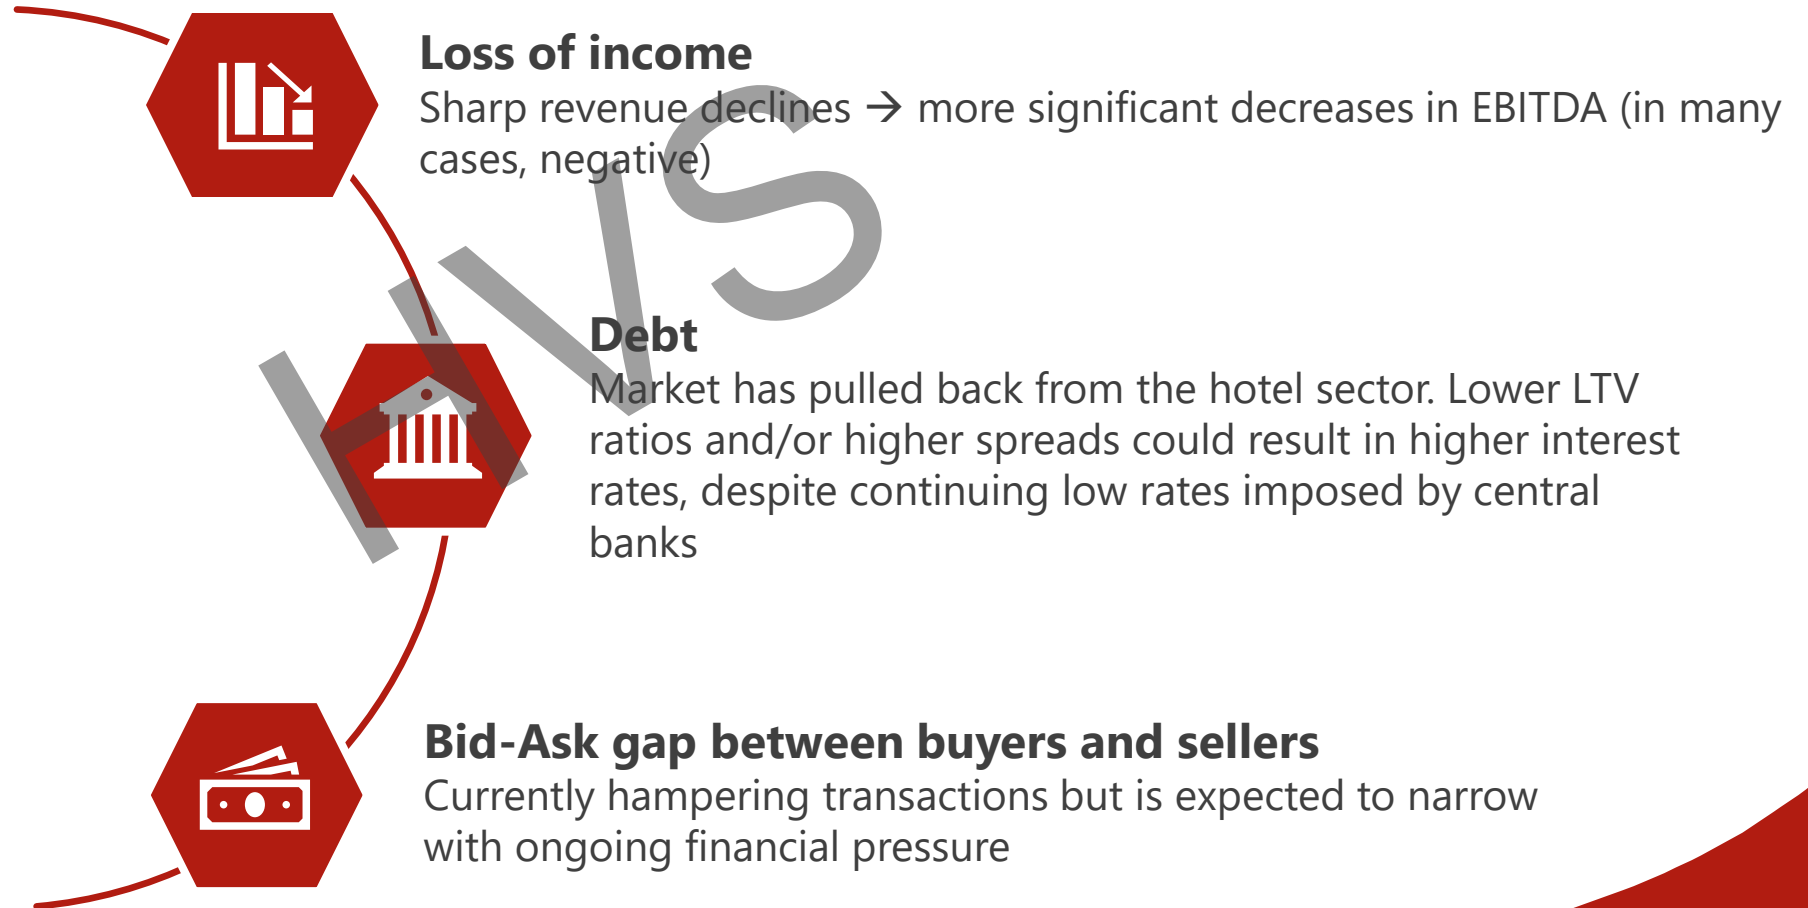 Loss of income
Sharp revenue declines → more significant decreases in EBITDA (in many
cases, negative)
HVS
Debt
Market has pulled back from the hotel sector. Lower LTV
ratios and/or higher spreads could result in higher interest
rates, despite continuing low rates imposed by central
banks
Bid-Ask gap between buyers and sellers
Currently hampering transactions but is expected to narrow
with ongoing financial pressure